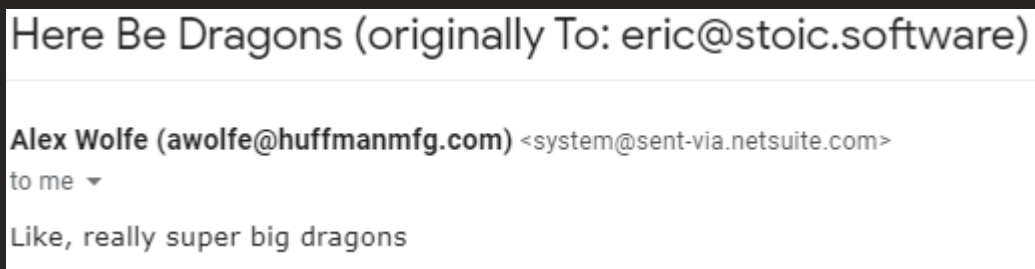 Here Be Dragons (originally To: eric@stoic.software)
Alex Wolfe (awolfe@huffmanmfg.com) <system@sent-via.netsuite.com>
to me
Like, really super big dragons